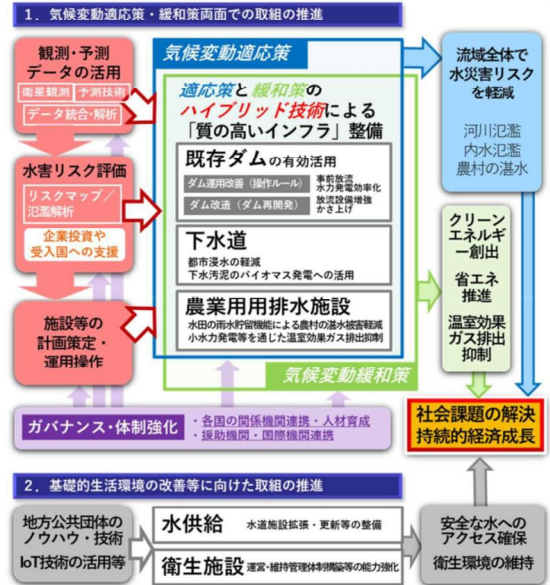 1．気候変動適応策・緩和策両面での取組の推進
観測・予測
データの活用
衛星観測
予測技術
データ統合・解析
水害リスク評価
リスクマップ／
氾濫解析
企業投資や
受入国への支援
施設等の
計画策定・
運用操作
気候変動適応策
適応策と緩和策の
ハイブリッド技術による
「質の高いインフラ」整備
既存ダムの有効活用
ダム運用改善（操作ルール）
事前放流
水力発電効率化
ダム改造（ダム再開発）
放流設備増強
かさ上げ
下水道
都市浸水の軽減
下水汚泥のバイオマス発電への活用
農業用用排水施設
水田の雨水貯留機能による農村の湛水被害軽減
小水力発電等を通じた温室効果ガス排出抑制
気候変動緩和策
流域全体で
水災害リスク
を軽減
河川氾濫
内水氾濫
農村の湛水
クリーン
エネルギ
ー創出
省エネ
推進
温室効果
ガス排出
抑制
ガバナンス・体制強化
・各国の関係機関連携・人材育成
・援助機関・国際機関連携
社会課題の解決
持続的経済成長
2．基礎的生活環境の改善等に向けた取組の推進
地方公共団体の
ノウハウ・技術
IoT技術の活用等
水供給
水道施設拡張・更新等の整備
衛生施設
運営・維持管理体制構築等の能力強化
安全な水への
アクセス確保
衛生環境の維持